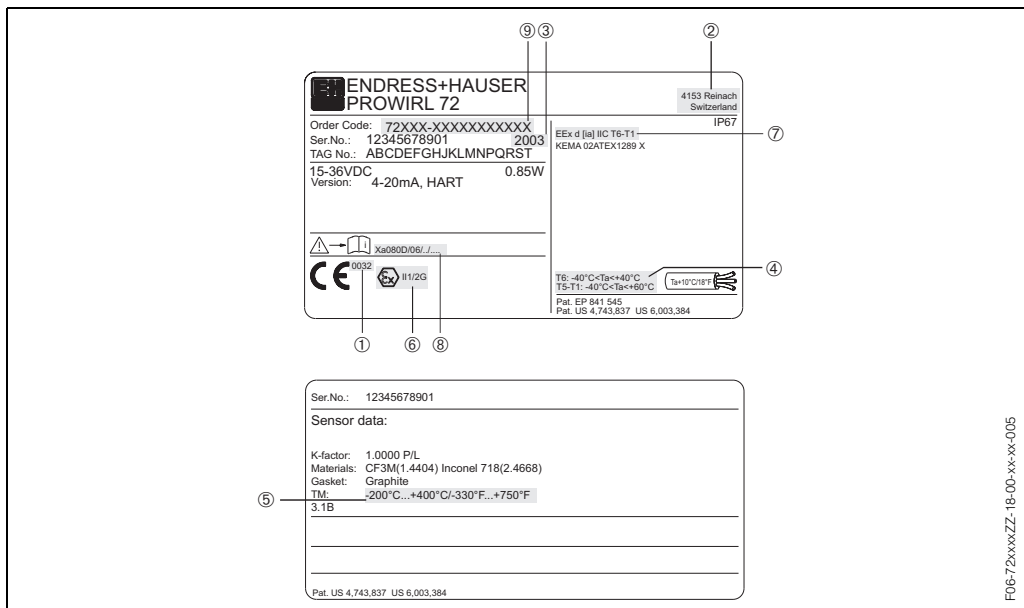 ⑨ ③ ②
EH ENDRESS+HAUSER
PROWIRL 72
4153 Reinach
Switzerland
IP67
Order Code: 72XXX-XXXXXXXXXXX
Ser.No.: 12345678901 2003
TAG No.: ABCDEFGHJKLMNPQRST
15-36VDC 0.85W
Version: 4-20mA, HART
i Xa080D/06/../....
CE 0032 Ex II1/2G
EEx d [ia] IIC T6-T1 ⑦
KEMA 02ATEX1289 X
T6: -40°C<Ta<+40°C ④
T5-T1: -40°C<Ta<+60°C
Ta+10°C/18°F
Pat. EP 841 545
Pat. US 4,743,837 US 6,003,384
① ⑥ ⑧
Ser.No.: 12345678901
Sensor data:
K-factor: 1.0000 P/L
Materials: CF3M(1.4404) Inconel 718(2.4668)
Gasket: Graphite
⑤ TM: -200°C...+400°C/-330°F...+750°F
3.1B
Pat. US 4,743,837 US 6,003,384
F06-72xxxxZZ-18-00-xx-xx-005